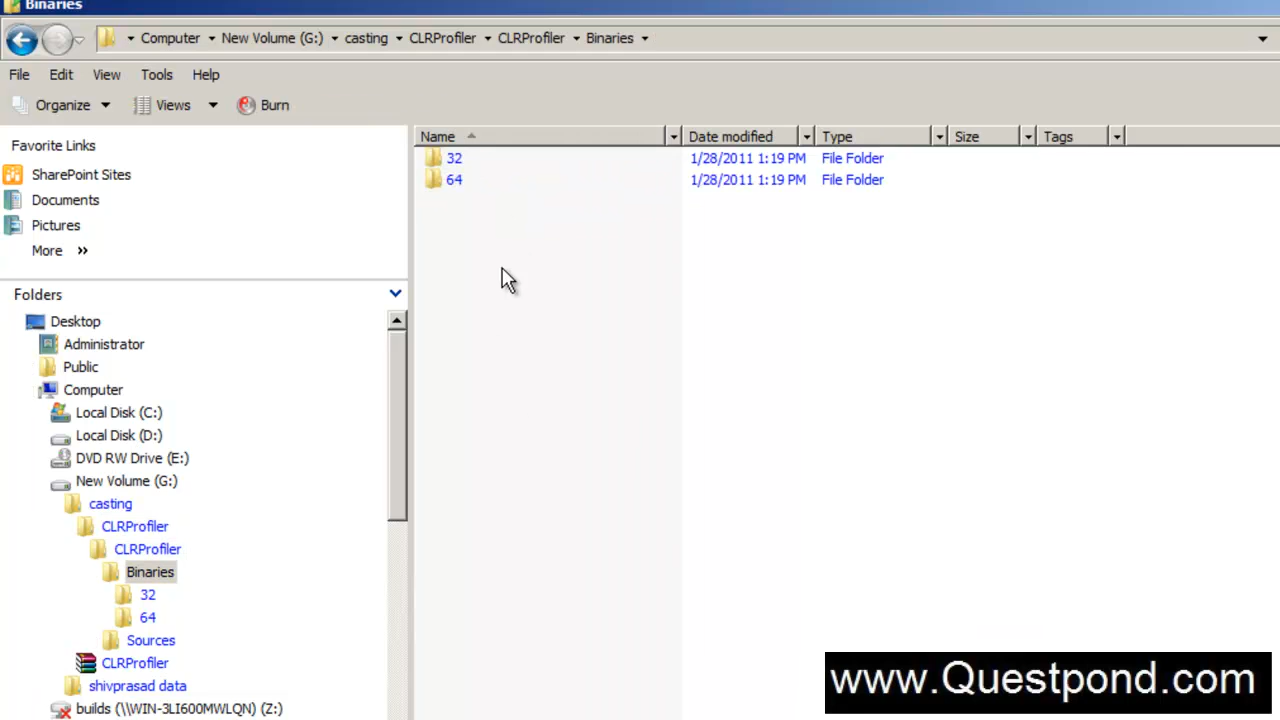 Binaries
Computer New Volume (G:) casting CLRProfiler CLRProfiler Binaries
File Edit View Tools Help
Organize Views Burn
Favorite Links
SharePoint Sites
Documents
Pictures
More »
Folders
Desktop
Administrator
Public
Computer
Local Disk (C:)
Local Disk (D:)
DVD RW Drive (E:)
New Volume (G:)
casting
CLRProfiler
CLRProfiler
Binaries
32
64
Sources
CLRProfiler
shivprasad data
builds (\\WIN-3LI600MWLQN) (Z:)
Name Date modified Type Size Tags
32 1/28/2011 1:19 PM File Folder
64 1/28/2011 1:19 PM File Folder
www.Questpond.com